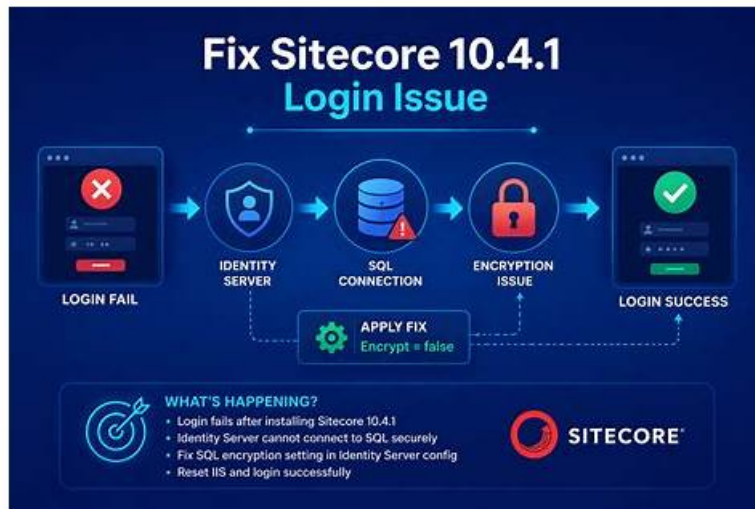 Fix Sitecore 10.4.1
Login Issue
LOGIN FAIL
IDENTITY
SERVER
SQL
CONNECTION
ENCRYPTION
ISSUE
LOGIN SUCCESS
APPLY FIX
Encrypt = false
WHAT'S HAPPENING?
• Login fails after installing Sitecore 10.4.1
• Identity Server cannot connect to SQL securely
• Fix SQL encryption setting in Identity Server config
• Reset IIS and login successfully
SITECORE